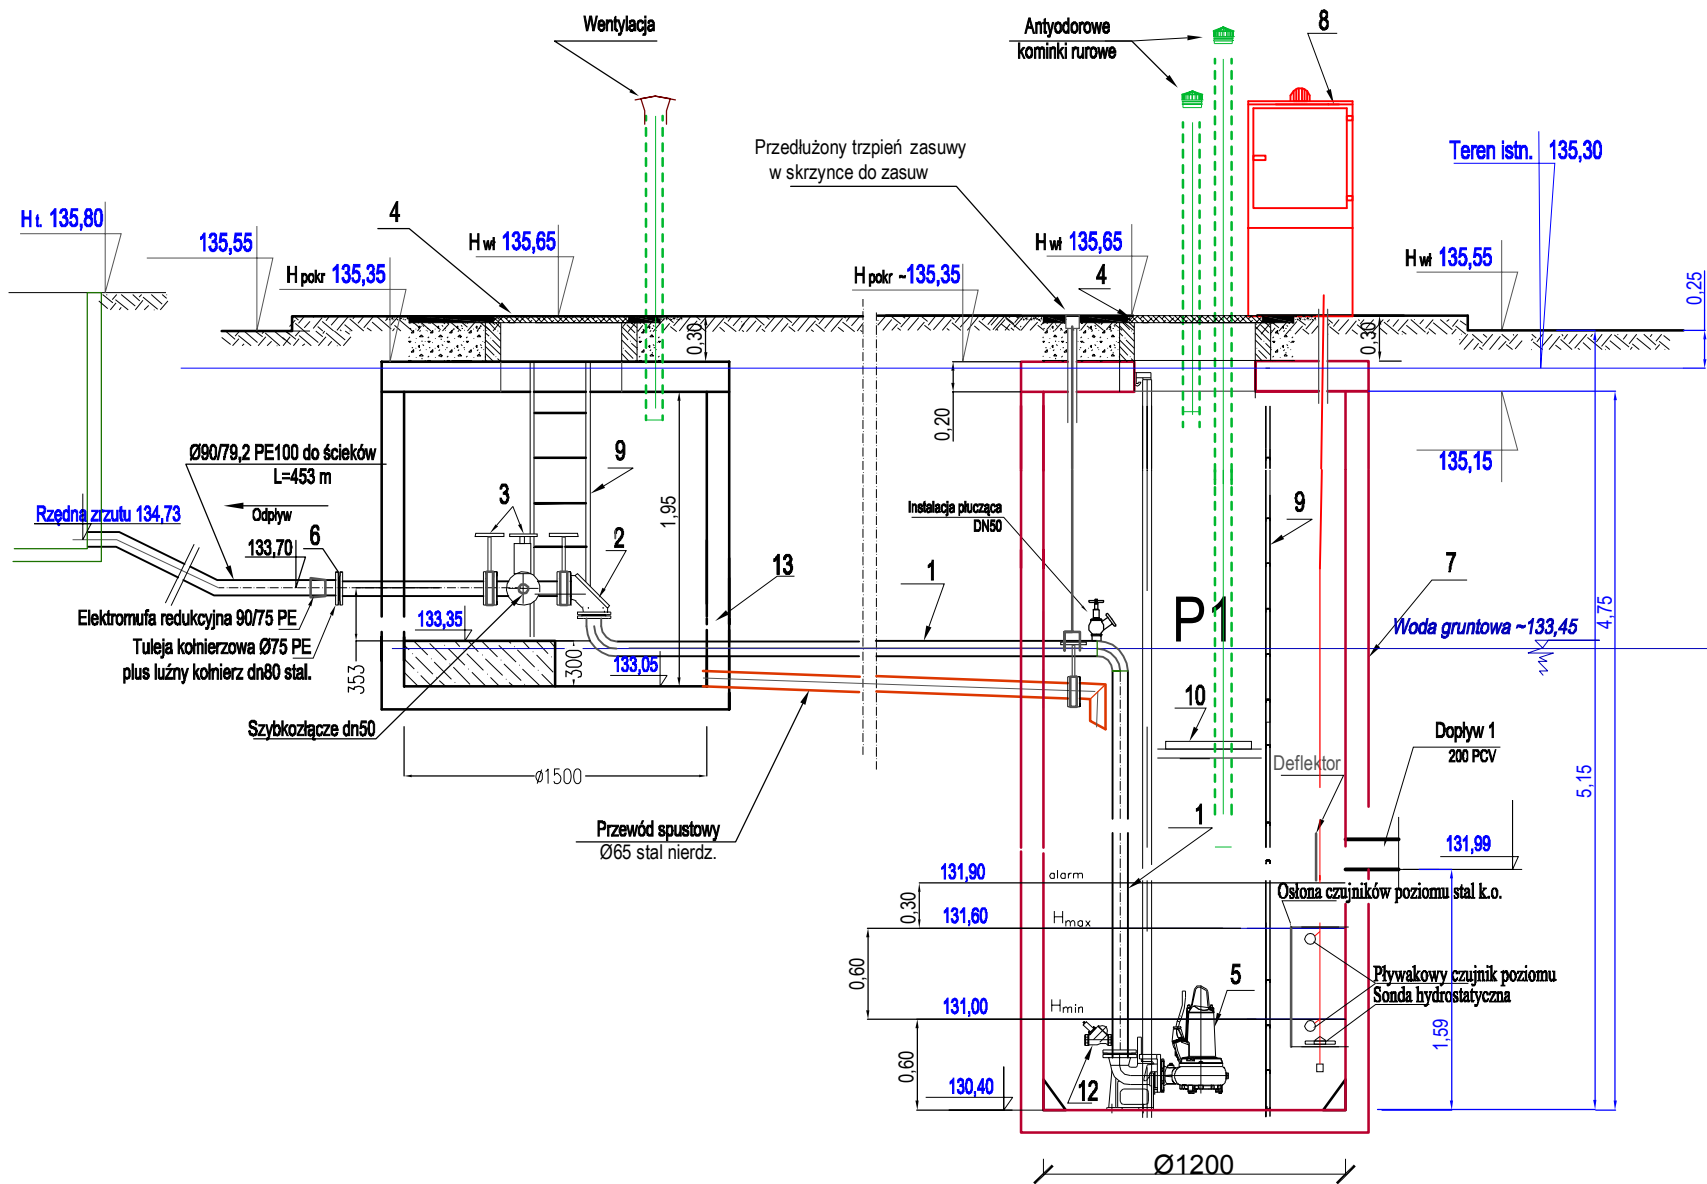 Wentylacja
Antyodorowe
kominki rurowe
8
Przedłużony trzpień zasuwy
w skrzynce do zasuw
Teren istn. 135,30
H t. 135,80
135,55
4
H wł 135,65
H pokr 135,35
H wł 135,65
H pokr ~135,35
4
H wł 135,55
0,25
0,30
0,30
0,20
135,15
Ø90/79,2 PE100 do ścieków
L=453 m
Odpływ
Rzędna zrzutu 134,73
133,70
6
3
9
2
1,95
13
Instalacja płucząca
DN50
9
7
1
P1
4,75
Woda gruntowa ~133,45
Elektromufa redukcyjna 90/75 PE
Tuleja kołnierzowa Ø75 PE
plus luźny kołnierz dn80 stal.
353
133,35
300
133,05
Szybkozłącze dn50
ø1500
10
Dopływ 1
200 PCV
Deflektor
5,15
Przewód spustowy
Ø65 stal nierdz.
1
131,99
131,90
alarm
Osłona czujników poziomu stal k.o.
0,30
131,60
Hmax
0,60
Pływakowy czujnik poziomu
Sonda hydrostatyczna
5
131,00
Hmin
1,59
0,60
12
130,40
Ø1200